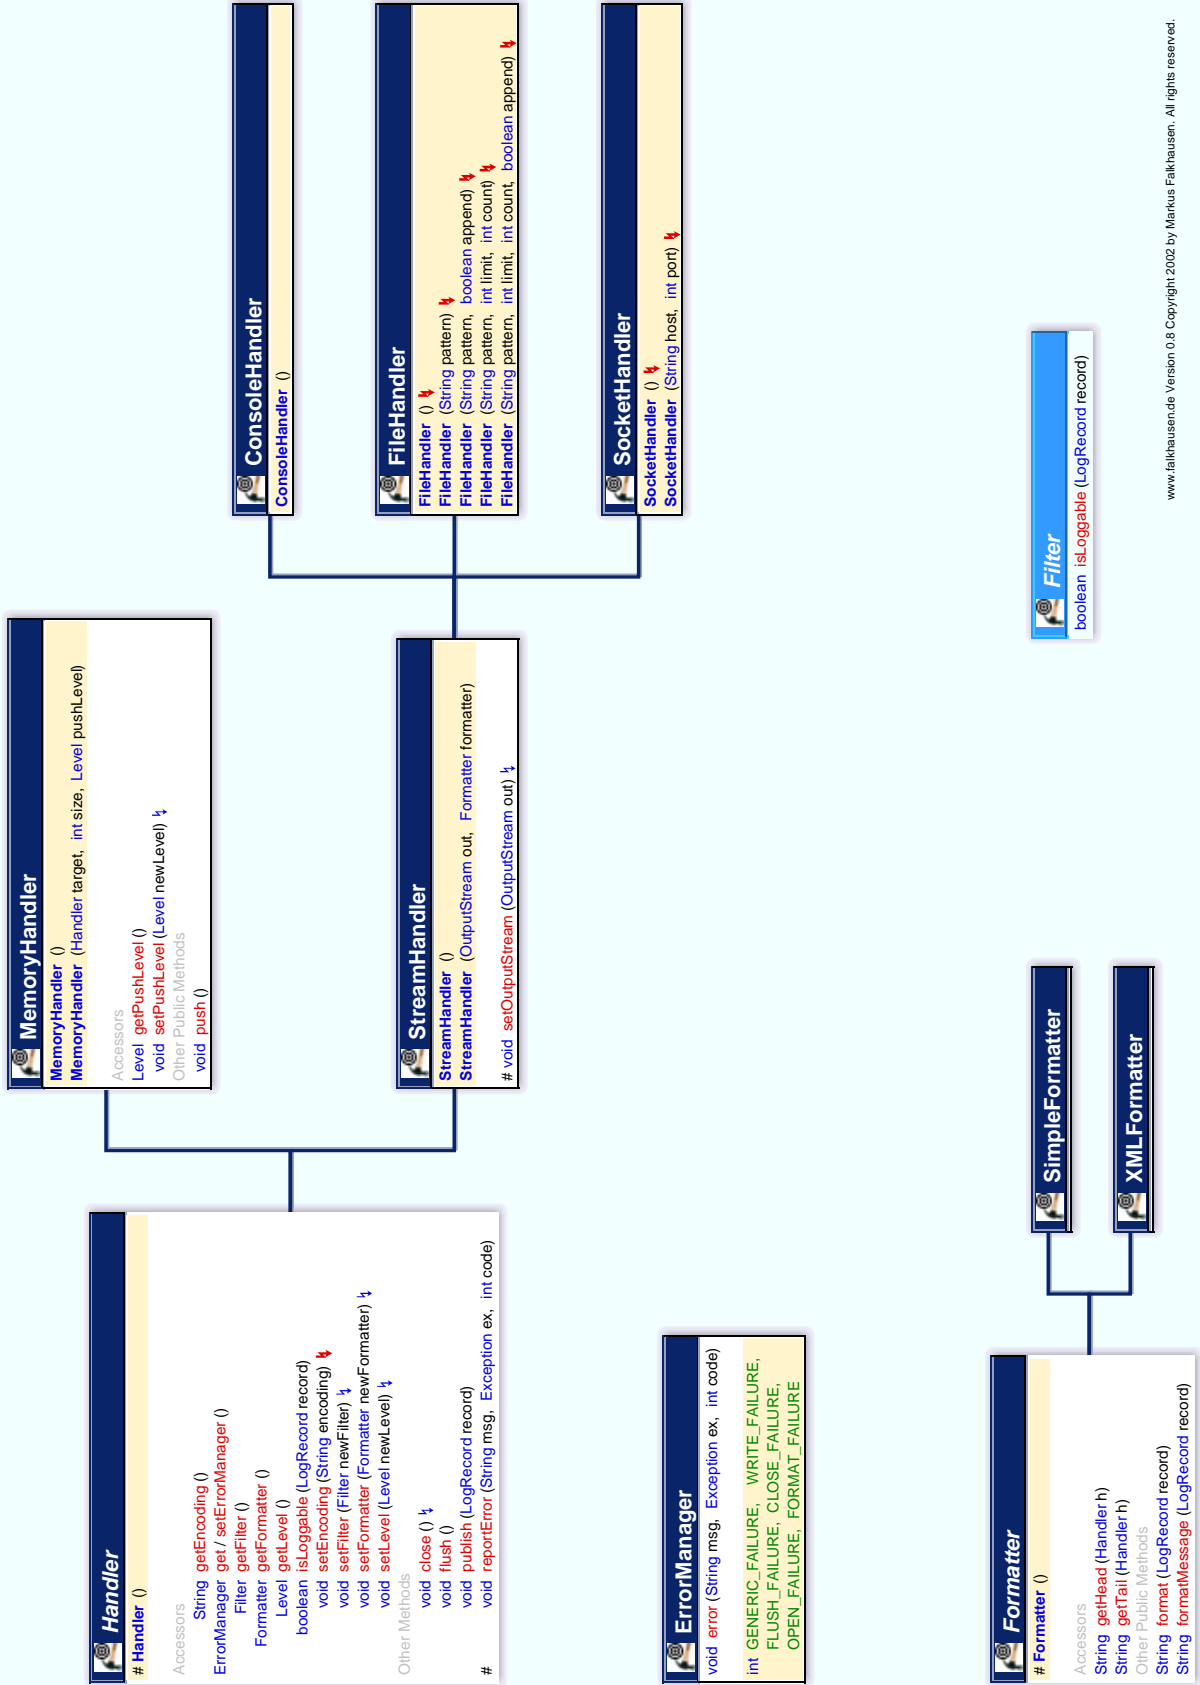 Handler
# Handler ()
Accessors
String getEncoding ()
ErrorManager get / setErrorManager ()
Filter getFilter ()
Formatter getFormatter ()
Level getLevel ()
boolean isLoggable (LogRecord record)
void setEncoding (String encoding)
void setFilter (Filter newFilter)
void setFormatter (Formatter newFormatter)
void setLevel (Level newLevel)
Other Methods
void close ()
void flush ()
void publish (LogRecord record)
# void reportError (String msg, Exception ex, int code)
MemoryHandler
MemoryHandler ()
MemoryHandler (Handler target, int size, Level pushLevel)
Accessors
Level getPushLevel ()
void setPushLevel (Level newLevel)
Other Public Methods
void push ()
StreamHandler
StreamHandler ()
StreamHandler (OutputStream out, Formatter formatter)
# void setOutputStream (OutputStream out)
ConsoleHandler
ConsoleHandler ()
FileHandler
FileHandler ()
FileHandler (String pattern)
FileHandler (String pattern, boolean append)
FileHandler (String pattern, int limit, int count)
FileHandler (String pattern, int limit, int count, boolean append)
SocketHandler
SocketHandler ()
SocketHandler (String host, int port)
ErrorManager
void error (String msg, Exception ex, int code)
int GENERIC_FAILURE, WRITE_FAILURE,
FLUSH_FAILURE, CLOSE_FAILURE,
OPEN_FAILURE, FORMAT_FAILURE
Formatter
# Formatter ()
Accessors
String getHead (Handler h)
String getTail (Handler h)
Other Public Methods
String format (LogRecord record)
String formatMessage (LogRecord record)
SimpleFormatter
XMLFormatter
Filter
boolean isLoggable (LogRecord record)
www.falkhausen.de Version 0.8 Copyright 2002 by Markus Falkhausen. All rights reserved.